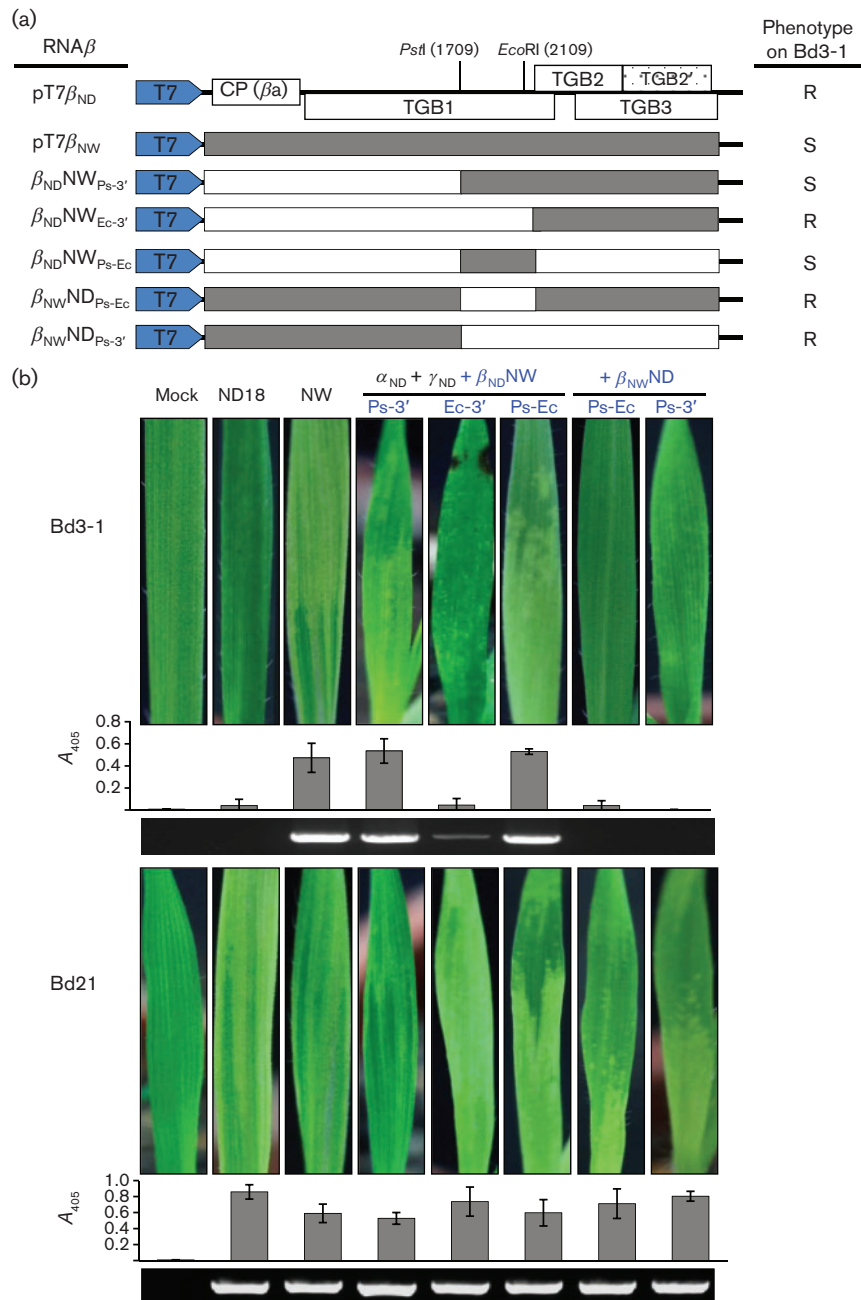 (a)
RNAβ
PstI (1709)
EcoRI (2109)
Phenotype
on Bd3-1
pT7βND
T7
CP (βa)
TGB1
TGB2
TGB2′
TGB3
R
pT7βNW
T7
S
βNDNWPs-3′
T7
S
βNDNWEc-3′
T7
R
βNDNWPs-Ec
T7
S
βNWNDPs-Ec
T7
R
βNWNDPs-3′
T7
R
(b)
αND + γND + βNDNW
+ βNWND
Mock
ND18
NW
Ps-3′
Ec-3′
Ps-Ec
Ps-Ec
Ps-3′
Bd3-1
A405
0.8
0.6
0.4
0.2
Bd21
A405
1.0
0.8
0.6
0.4
0.2